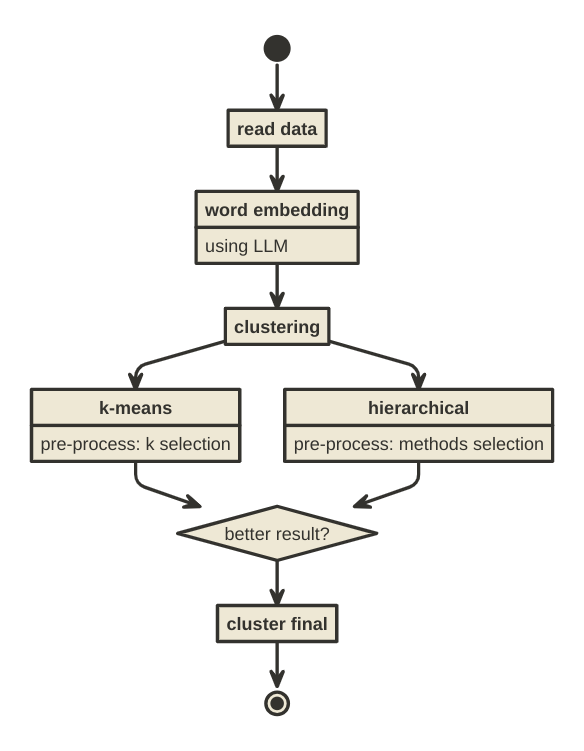 read data
word embedding
using LLM
clustering
k-means
pre-process: k selection
hierarchical
pre-process: methods selection
better result?
cluster final